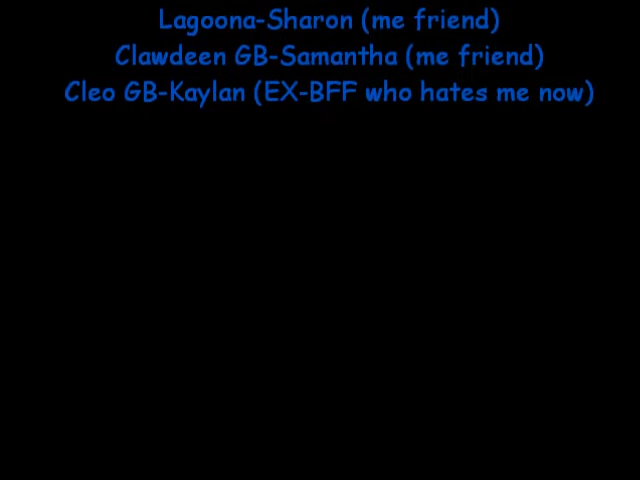 Lagoona-Sharon (me friend)
Clawdeen GB-Samantha (me friend)
Cleo GB-Kaylan (EX-BFF who hates me now)